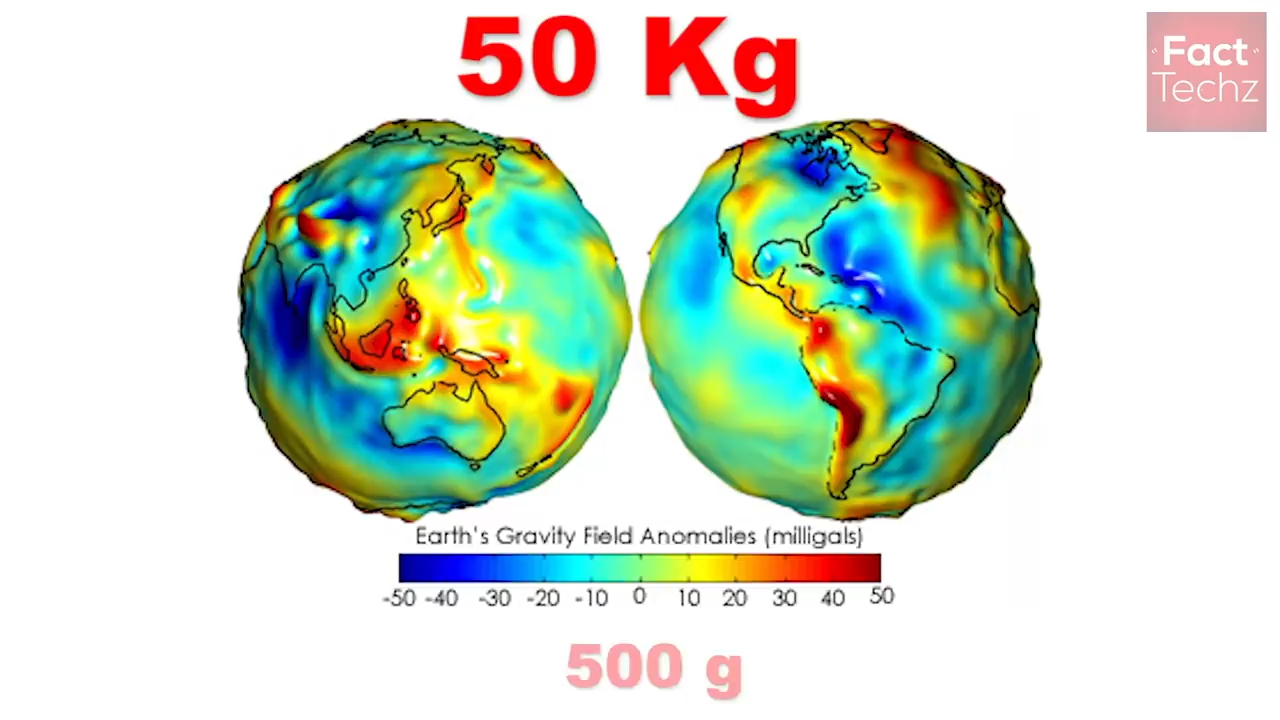 50 Kg
"Fact"
Techz
Earth's Gravity Field Anomalies (milligals)
-50 -40 -30 -20 -10 0 10 20 30 40 50
500 g